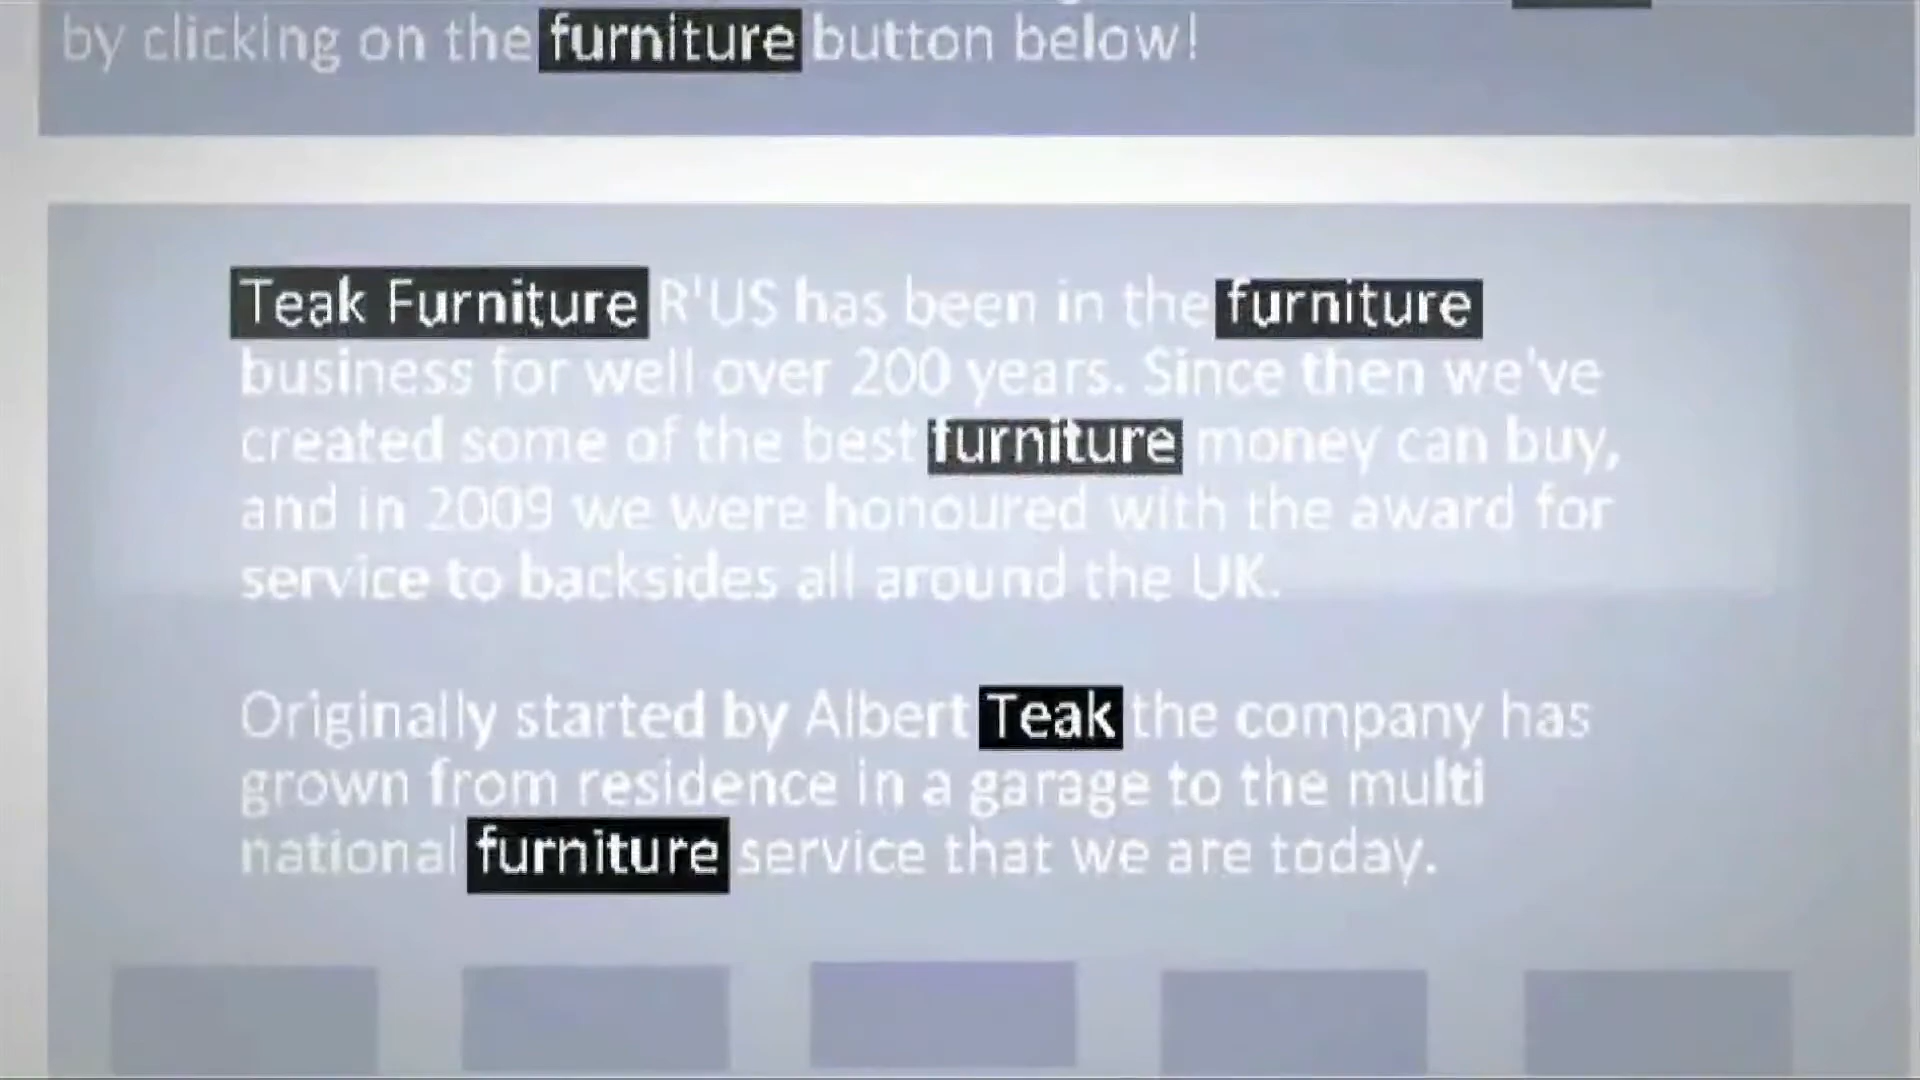 by clicking on the furniture button below!
Teak Furniture R'US has been in the furniture
business for well over 200 years. Since then we've
created some of the best furniture money can buy,
and in 2009 we were honoured with the award for
service to backsides all around the UK.
Originally started by Albert Teak the company has
grown from residence in a garage to the multi
national furniture service that we are today.